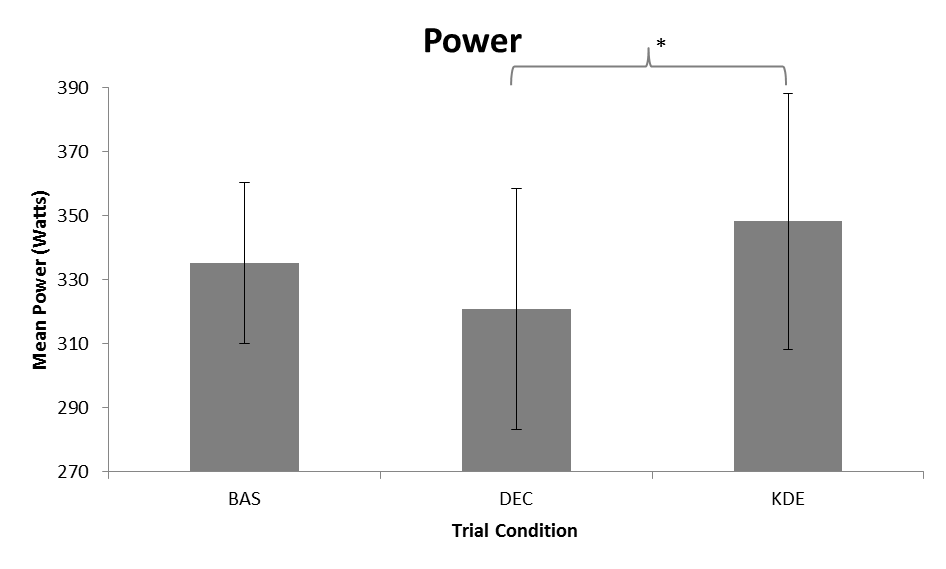 Power
*
390
370
350
330
310
290
270
Mean Power (Watts)
BAS DEC KDE
Trial Condition